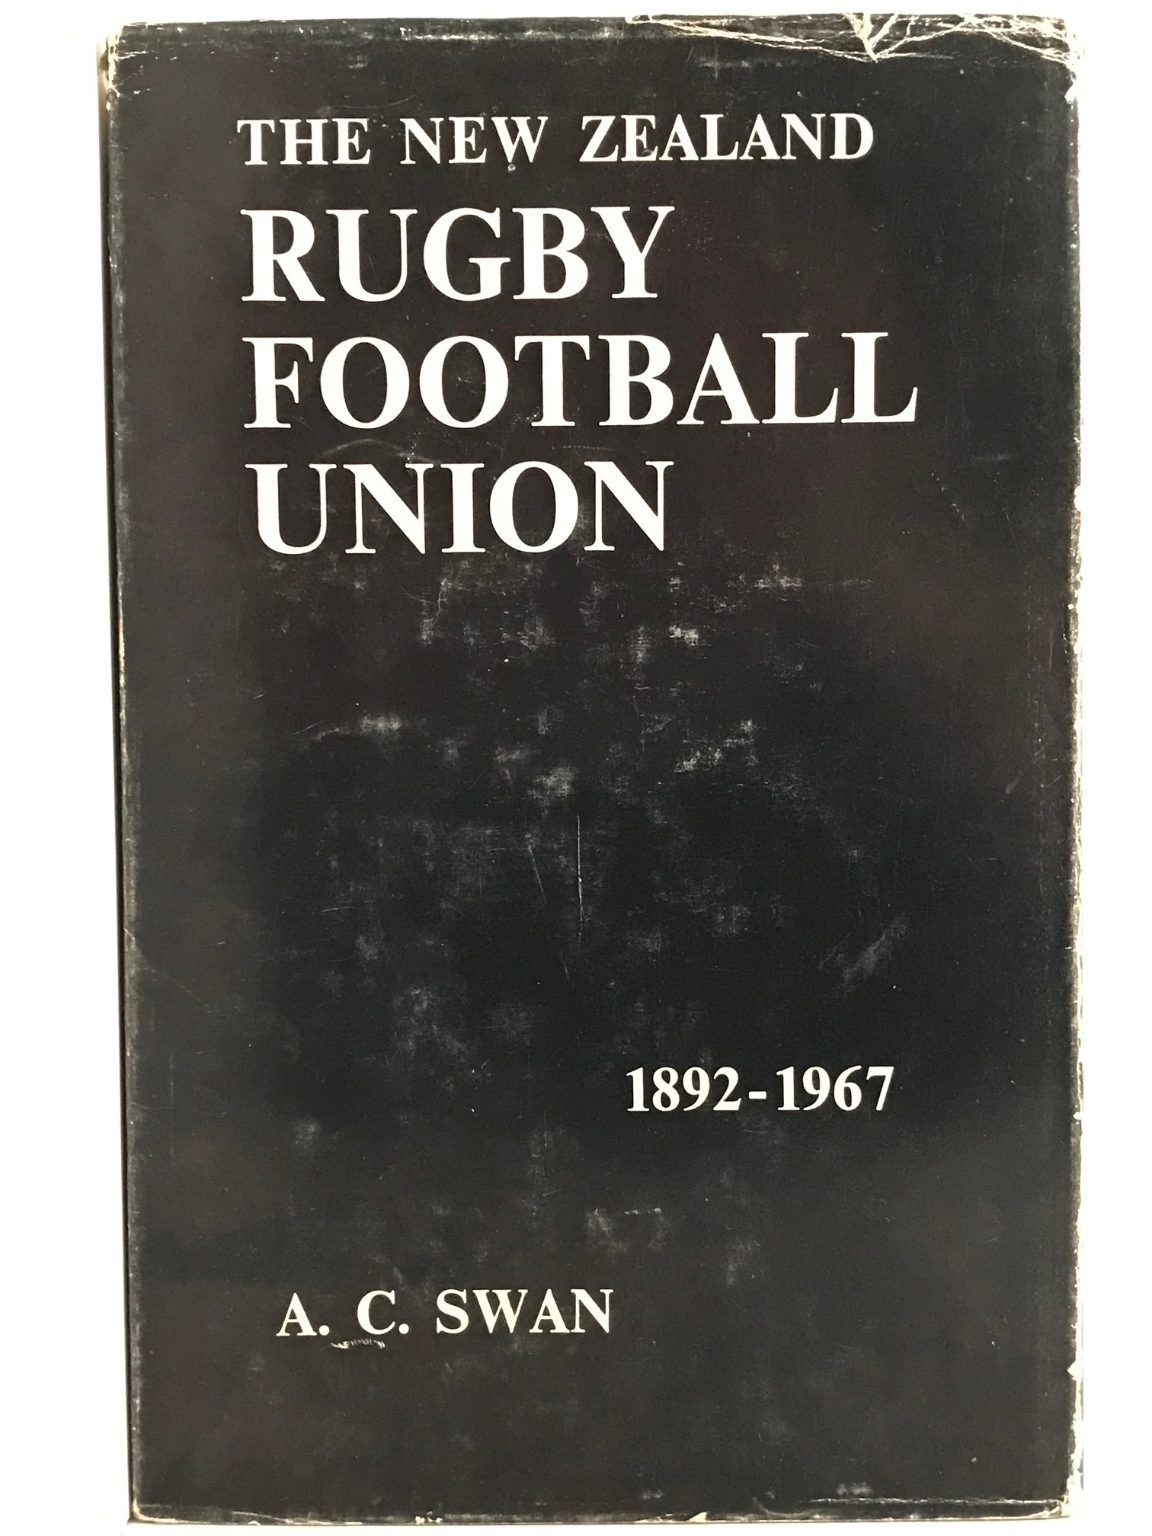 THE NEW ZEALAND
RUGBY
FOOTBALL
UNION
1892-1967
A. C. SWAN